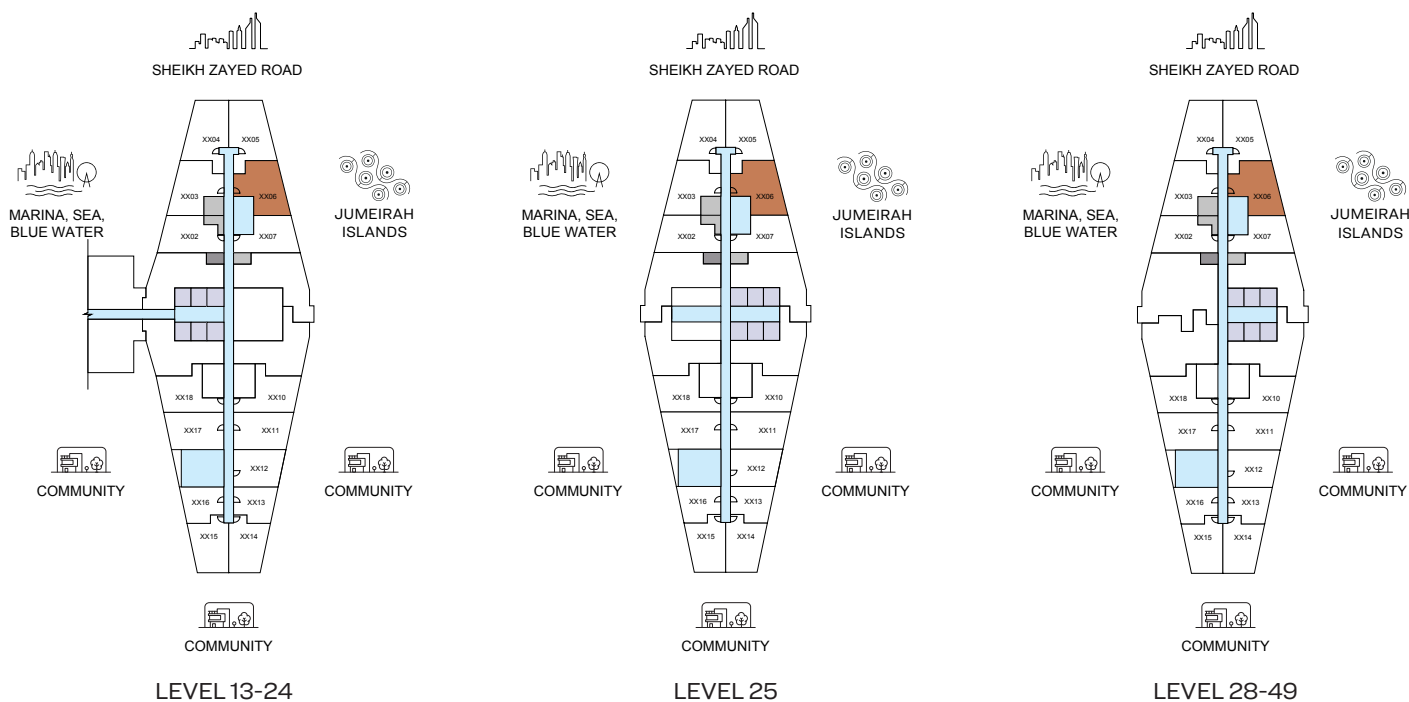 SHEIKH ZAYED ROAD
MARINA, SEA,
BLUE WATER
JUMEIRAH
ISLANDS
XX04
XX05
XX03
XX06
XX02
XX07
XX18
XX10
XX17
XX11
XX12
XX16
XX13
XX15
XX14
COMMUNITY
COMMUNITY
COMMUNITY
LEVEL 13-24
SHEIKH ZAYED ROAD
MARINA, SEA,
BLUE WATER
JUMEIRAH
ISLANDS
XX04
XX05
XX03
XX06
XX02
XX07
XX18
XX10
XX17
XX11
XX12
XX16
XX13
XX15
XX14
COMMUNITY
COMMUNITY
COMMUNITY
LEVEL 25
SHEIKH ZAYED ROAD
MARINA, SEA,
BLUE WATER
JUMEIRAH
ISLANDS
XX04
XX05
XX03
XX06
XX02
XX07
XX18
XX10
XX17
XX11
XX12
XX16
XX13
XX15
XX14
COMMUNITY
COMMUNITY
COMMUNITY
LEVEL 28-49